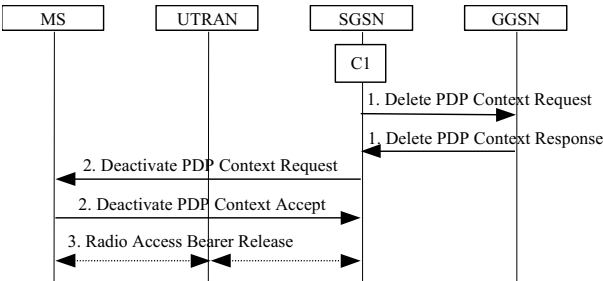 MS UTRAN SGSN GGSN
C1
1. Delete PDP Context Request
1. Delete PDP Context Response
2. Deactivate PDP Context Request
2. Deactivate PDP Context Accept
3. Radio Access Bearer Release